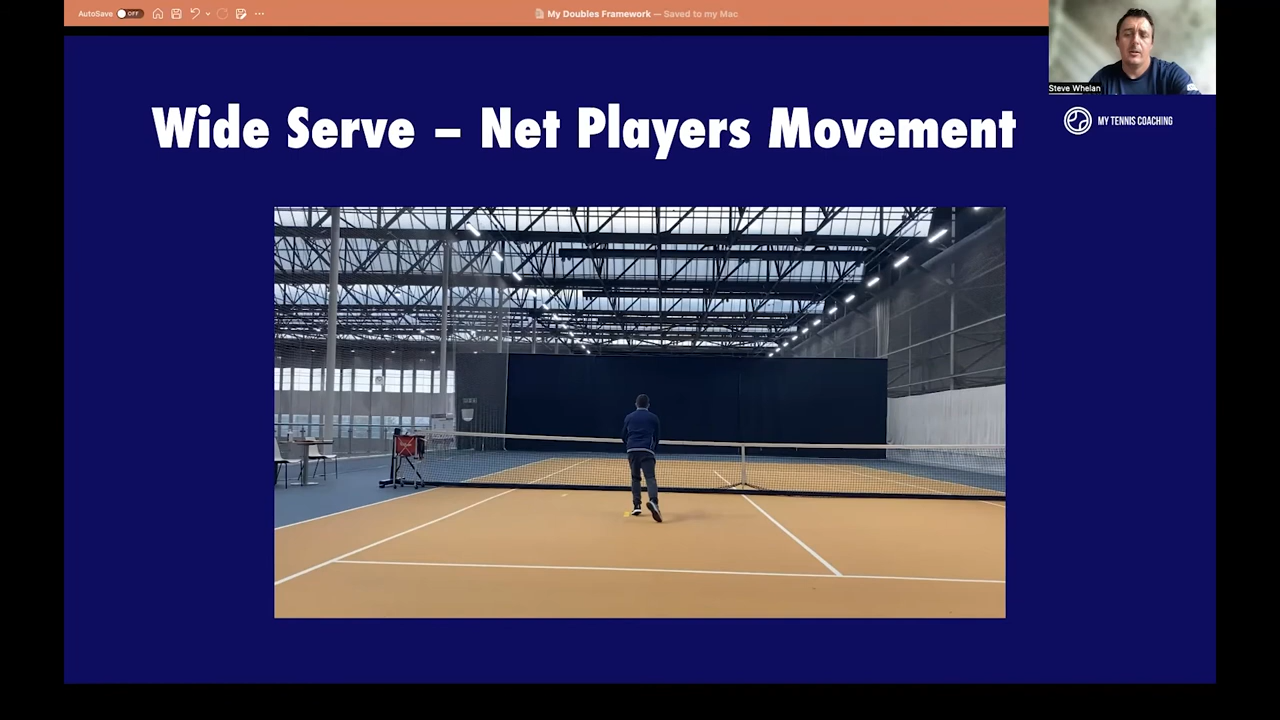 AutoSave OFF
My Doubles Framework — Saved to my Mac
Steve Whelan
Wide Serve – Net Players Movement
MY TENNIS COACHING